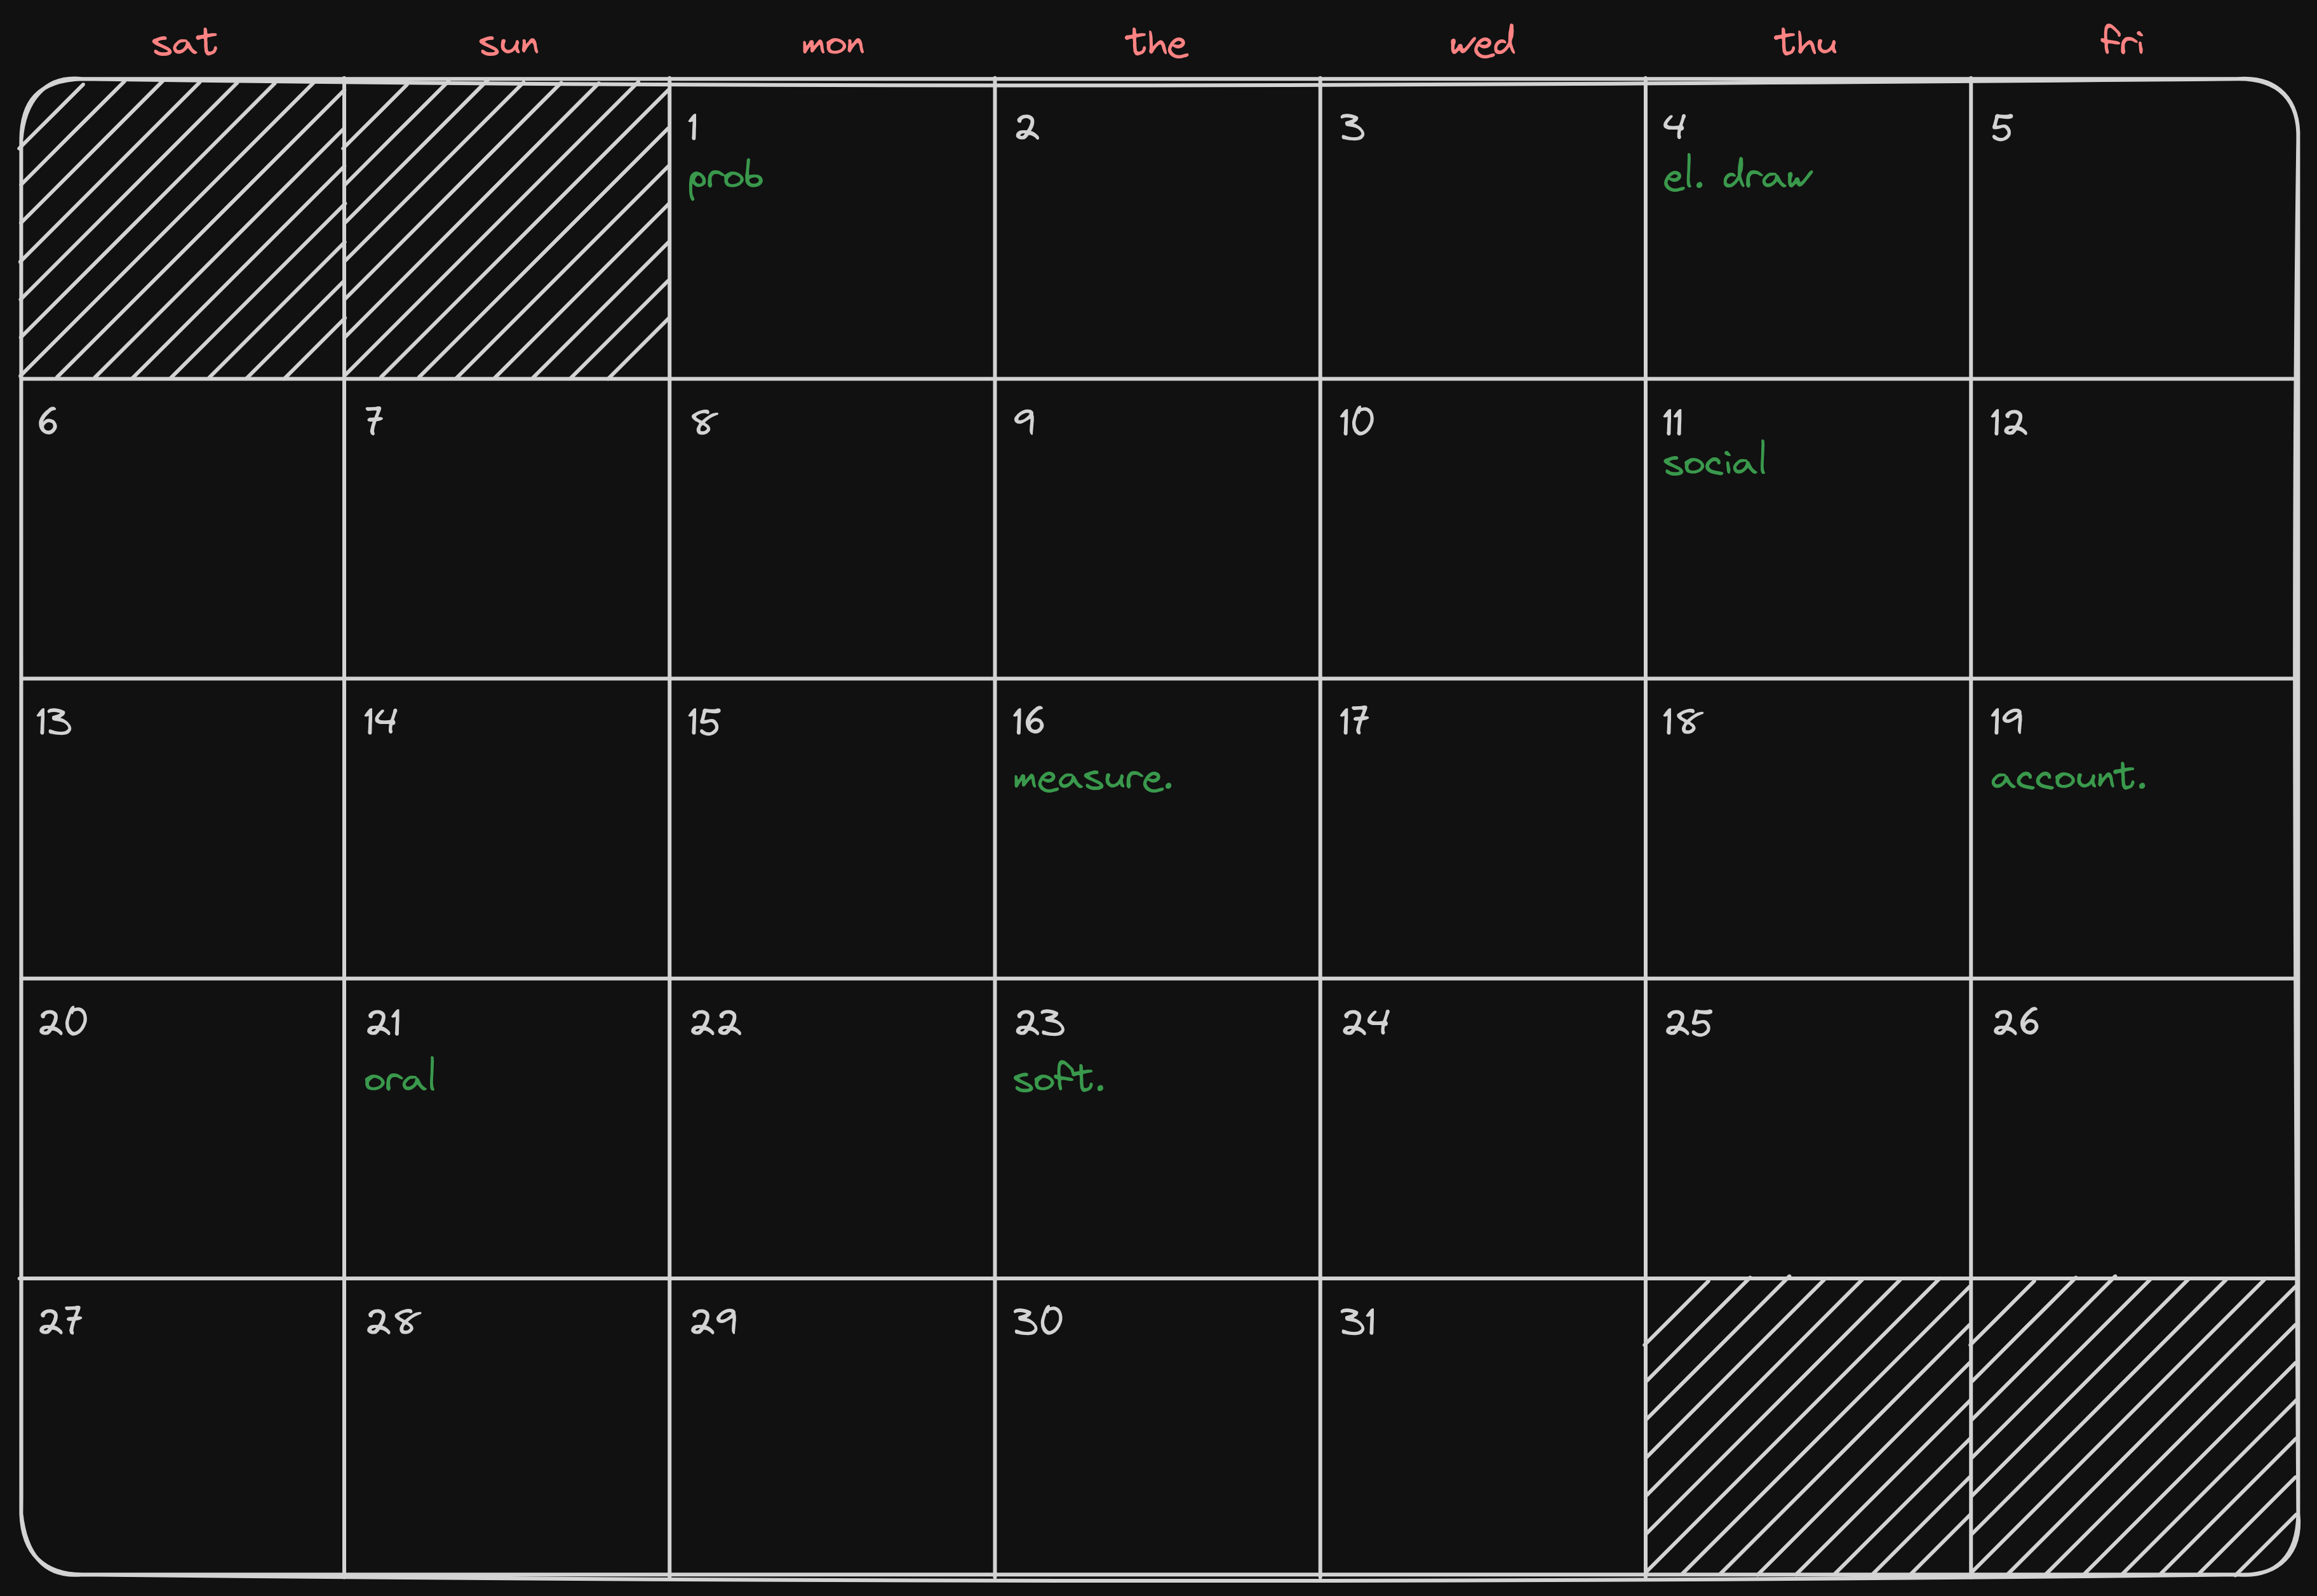 sat sun mon the wed thu fri
1 2 3 4 5
prob el. draw
6 7 8 9 10 11 12
social
13 14 15 16 17 18 19
measure. account.
20 21 22 23 24 25 26
oral soft.
27 28 29 30 31